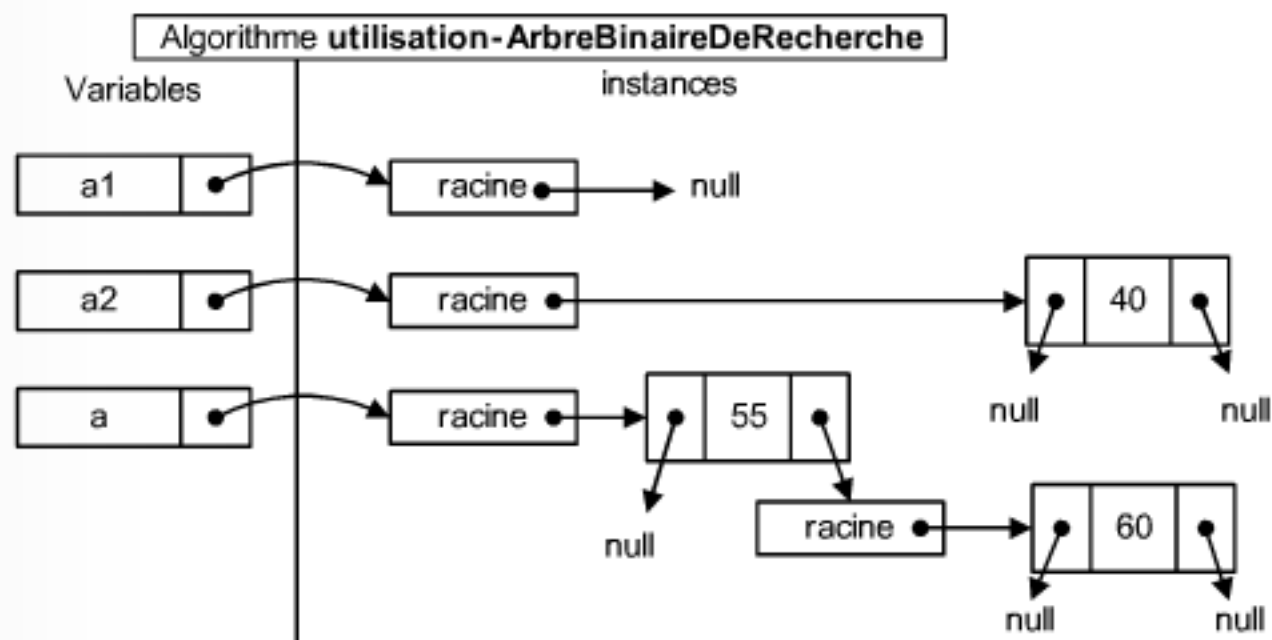 Algorithme utilisation-ArbreBinaireDeRecherche
Variables
instances
a1
racine
null
a2
racine
40
null
null
a
racine
55
null
racine
60
null
null